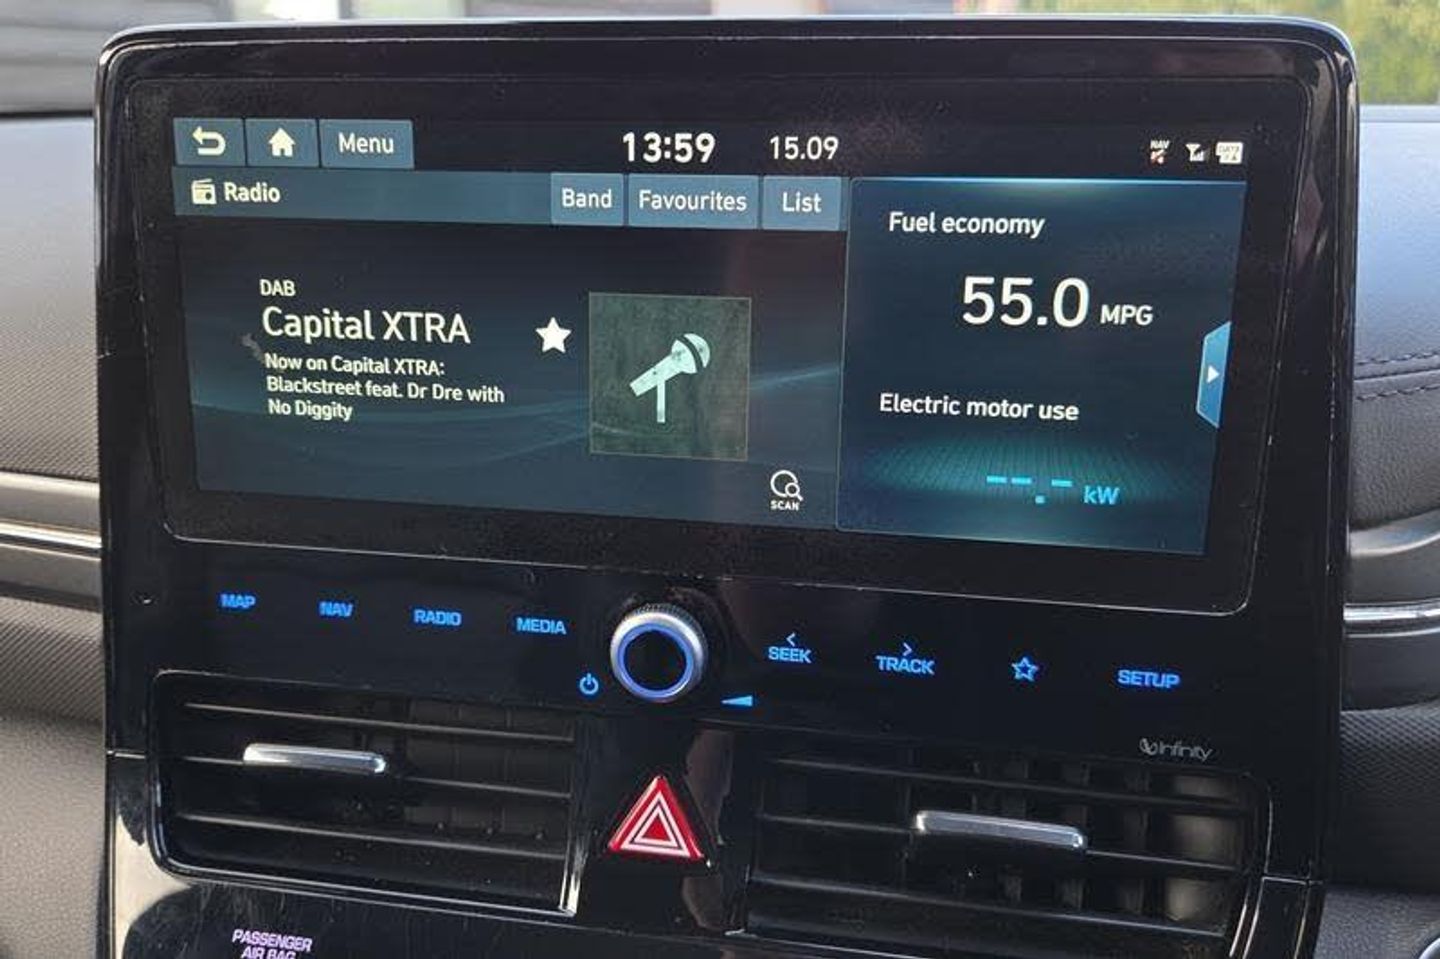 Menu
13:59
15.09
NAV
DATA
Radio
Band
Favourites
List
Fuel economy
55.0 MPG
DAB
Capital XTRA
Now on Capital XTRA:
Blackstreet feat. Dr Dre with
No Diggity
Electric motor use
--.- kW
SCAN
MAP
NAV
RADIO
MEDIA
SEEK
TRACK
SETUP
Infinity
PASSENGER
AIR BAG